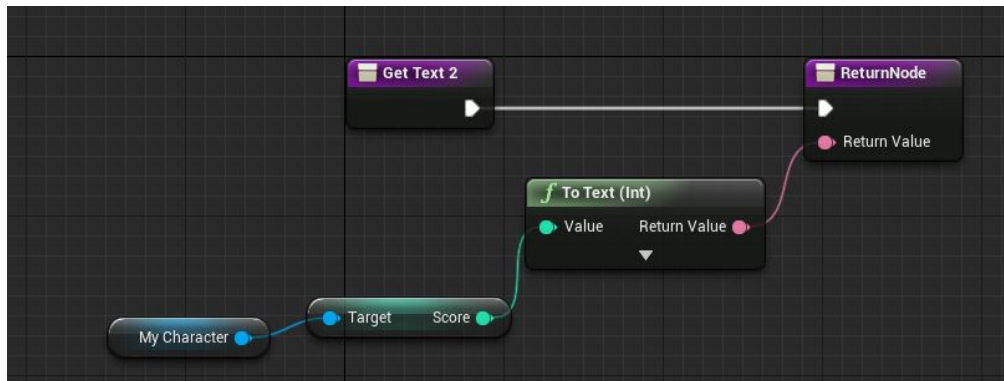 Get Text 2
ReturnNode
Return Value
f To Text (Int)
Value Return Value
Target Score
My Character